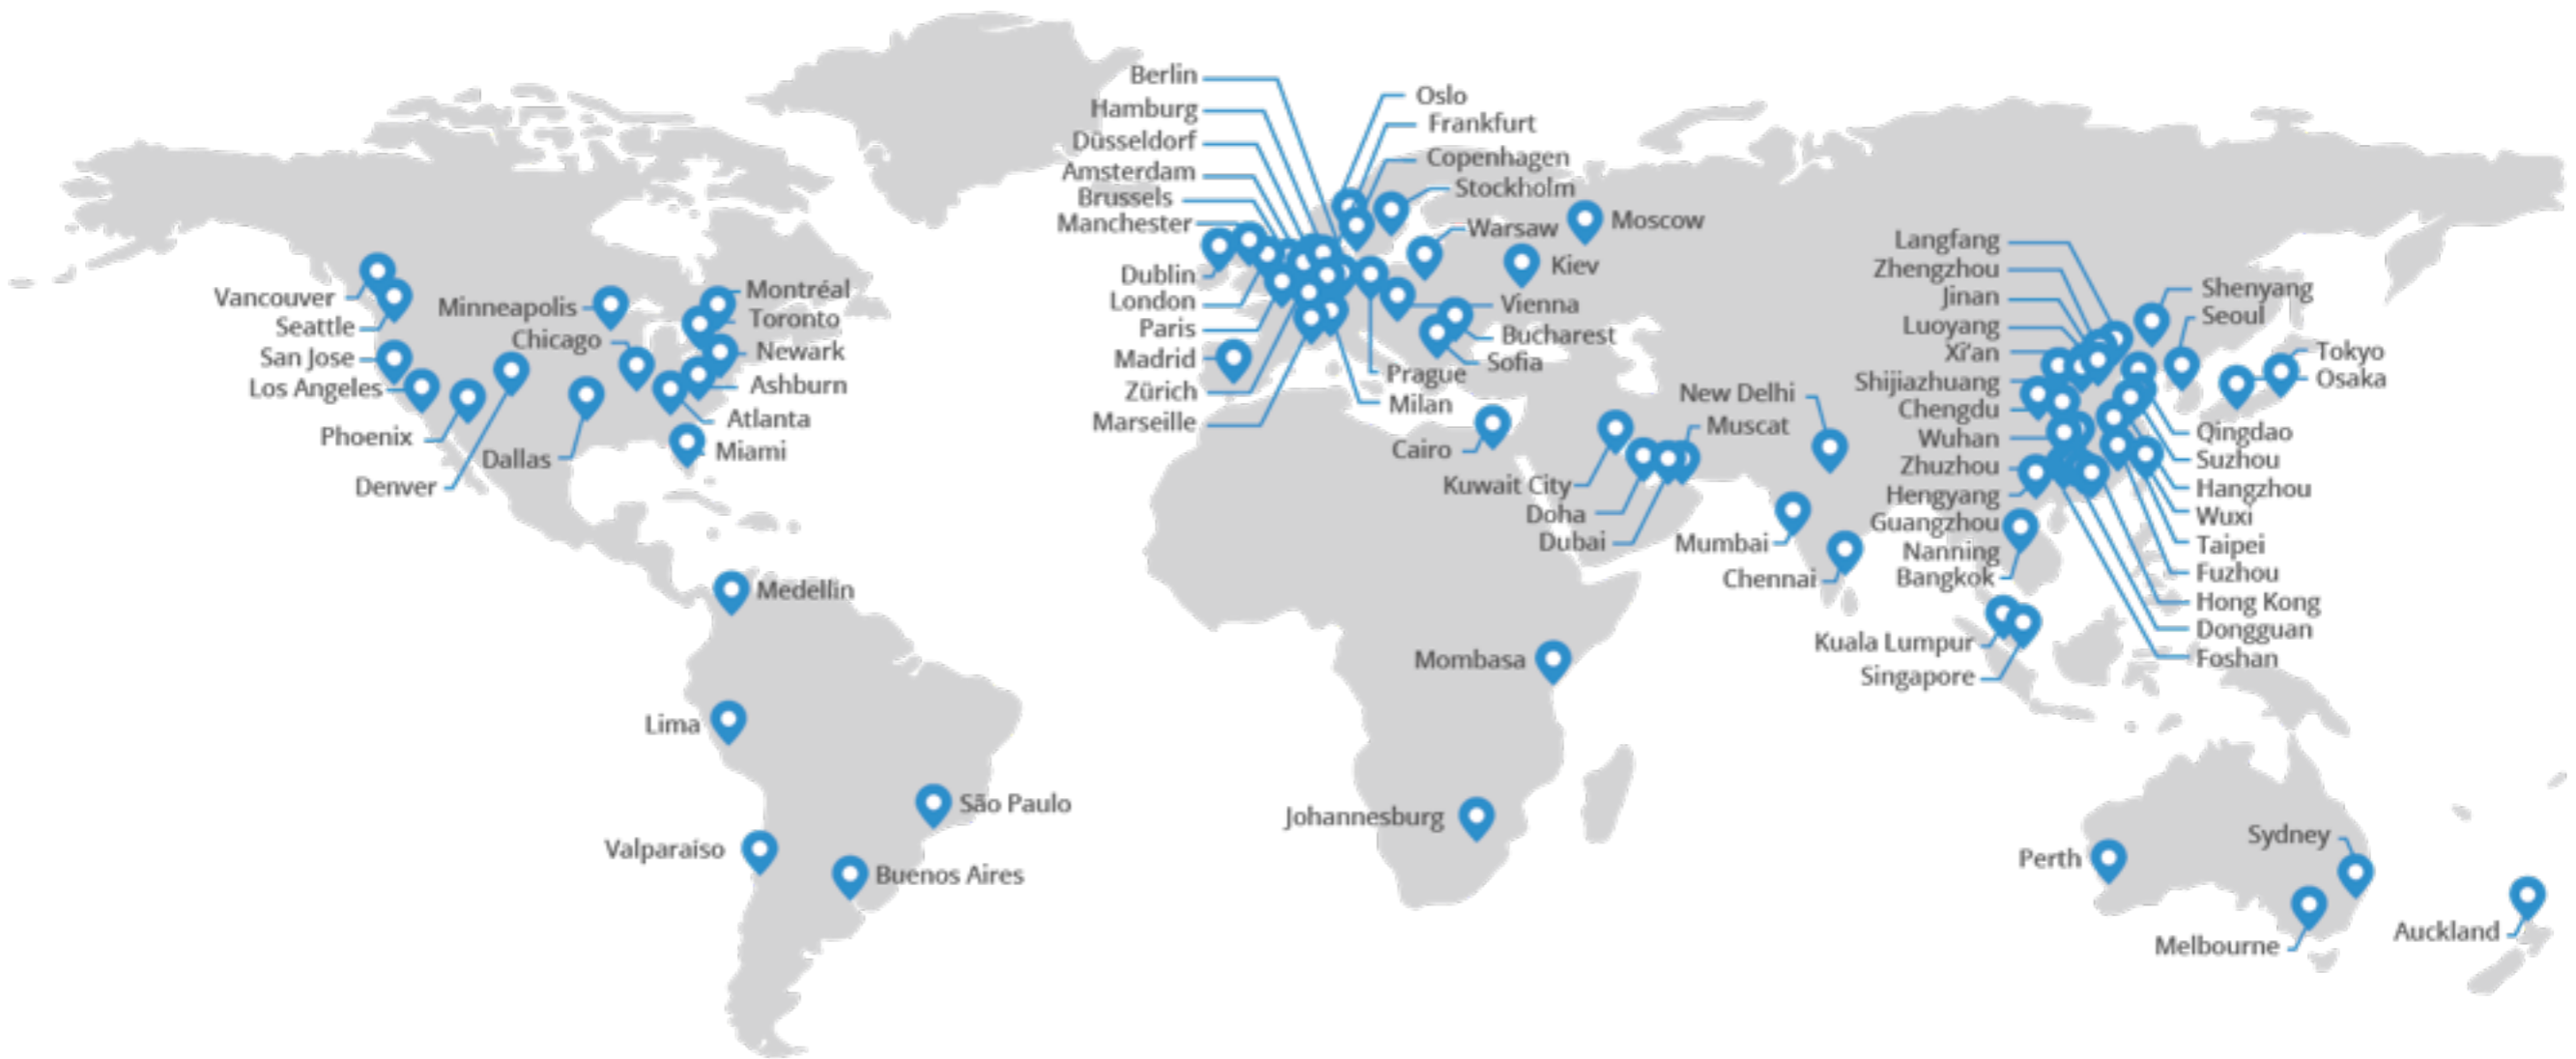 Vancouver
Seattle
San Jose
Los Angeles
Phoenix
Denver
Minneapolis
Chicago
Dallas
Montréal
Toronto
Newark
Ashburn
Atlanta
Miami
Medellin
Lima
São Paulo
Valparaíso
Buenos Aires
Berlin
Hamburg
Düsseldorf
Amsterdam
Brussels
Manchester
Dublin
London
Paris
Madrid
Zürich
Marseille
Oslo
Frankfurt
Copenhagen
Stockholm
Warsaw
Moscow
Kiev
Vienna
Bucharest
Sofia
Prague
Milan
Cairo
Kuwait City
Doha
Dubai
Muscat
New Delhi
Mumbai
Chennai
Mombasa
Johannesburg
Langfang
Zhengzhou
Jinan
Luoyang
Xi'an
Shijiazhuang
Chengdu
Wuhan
Zhuzhou
Hengyang
Guangzhou
Nanning
Bangkok
Kuala Lumpur
Singapore
Shenyang
Seoul
Tokyo
Osaka
Qingdao
Suzhou
Hangzhou
Wuxi
Taipei
Fuzhou
Hong Kong
Dongguan
Foshan
Perth
Sydney
Melbourne
Auckland